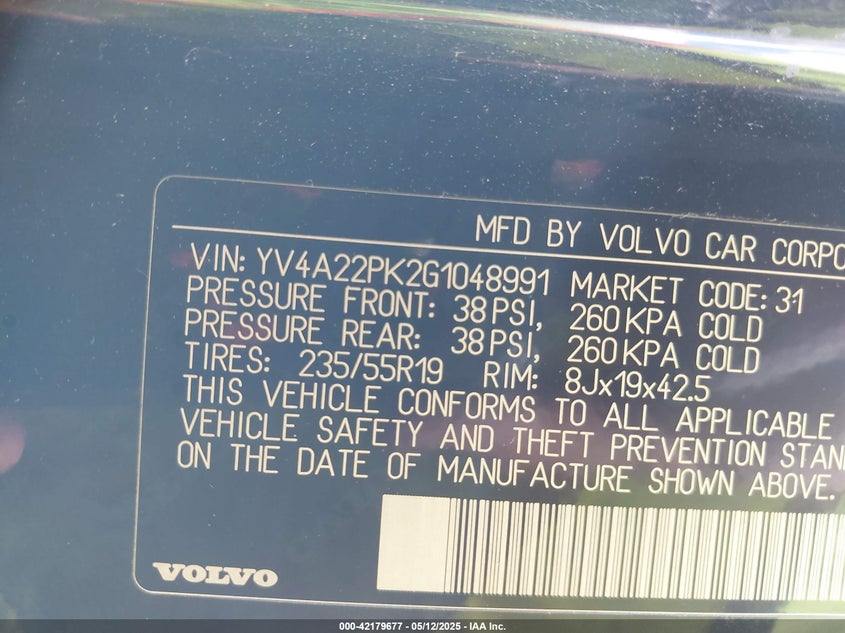 MFD BY VOLVO CAR CORPO
VIN: YV4A22PK2G1048991 MARKET CODE: 31
PRESSURE FRONT: 38 PSI, 260 KPA COLD
PRESSURE REAR: 38 PSI, 260 KPA COLD
TIRES: 235/55R19 RIM: 8Jx19x42.5
THIS VEHICLE CONFORMS TO ALL APPLICABLE
VEHICLE SAFETY AND THEFT PREVENTION STAN
ON THE DATE OF MANUFACTURE SHOWN ABOVE.
VOLVO
000-42179677 - 05/12/2025 - IAA Inc.